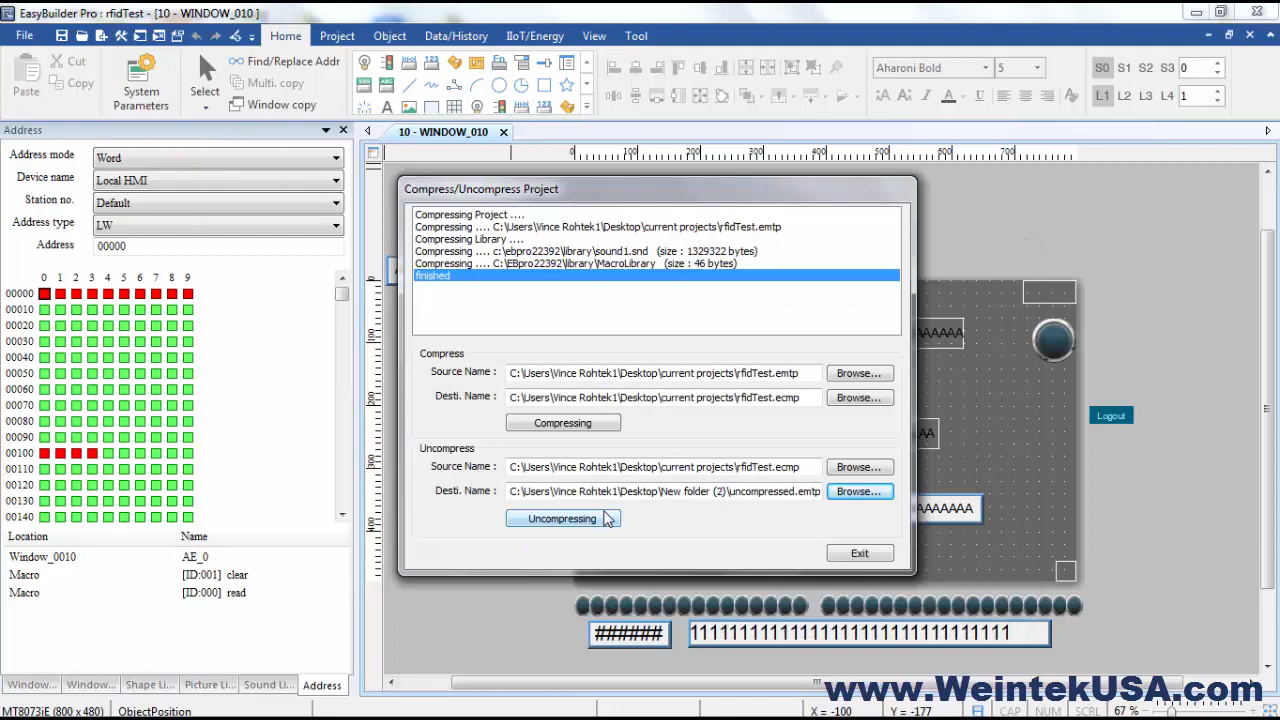 EasyBuilder Pro : rfidTest - [10 - WINDOW_010 ]
File Home Project Object Data/History IIoT/Energy View Tool
Paste Cut Copy System Parameters Select Find/Replace Addr Multi. copy Window copy
Aharoni Bold 5 S0 S1 S2 S3 0
L1 L2 L3 L4 1
Address
10 - WINDOW_010
0 100 200 300 400 500 600 700
Address mode Word
Device name Local HMI
Station no. Default
Address type LW
Address 00000
0 1 2 3 4 5 6 7 8 9
00000
00010
00020
00030
00040
00050
00060
00070
00080
00090
00100
00110
00120
00130
00140
Location Used by
Window_0010 AE_0
Macro [ID:001] clear
Macro [ID:000] read
Window... Window... Shape Li... Picture Li... Sound Li... Address
Compress/Uncompress Project
Compressing Project ....
Compressing .... C:\Users\Vince Rohtek1\Desktop\current projects\rfidTest.emtp
Compressing Library ....
Compressing .... c:\ebpro22392\library\sound1.snd (size : 1329322 bytes)
Compressing .... C:\EBpro22392\library\MacroLibrary (size : 46 bytes)
finished
Compress
Source Name : C:\Users\Vince Rohtek1\Desktop\current projects\rfidTest.emtp Browse...
Desti. Name : C:\Users\Vince Rohtek1\Desktop\current projects\rfidTest.ecmp Browse...
Compressing
Uncompress
Source Name : C:\Users\Vince Rohtek1\Desktop\current projects\rfidTest.ecmp Browse...
Desti. Name : C:\Users\Vince Rohtek1\Desktop\New folder (2)\uncompressed.emtp Browse...
Uncompressing
Exit
Logout
######
www.WeintekUSA.com
MT8073iE (800 x 480) ObjectPosition X = -100 Y = -177 CAP NUM SCRL 67 %